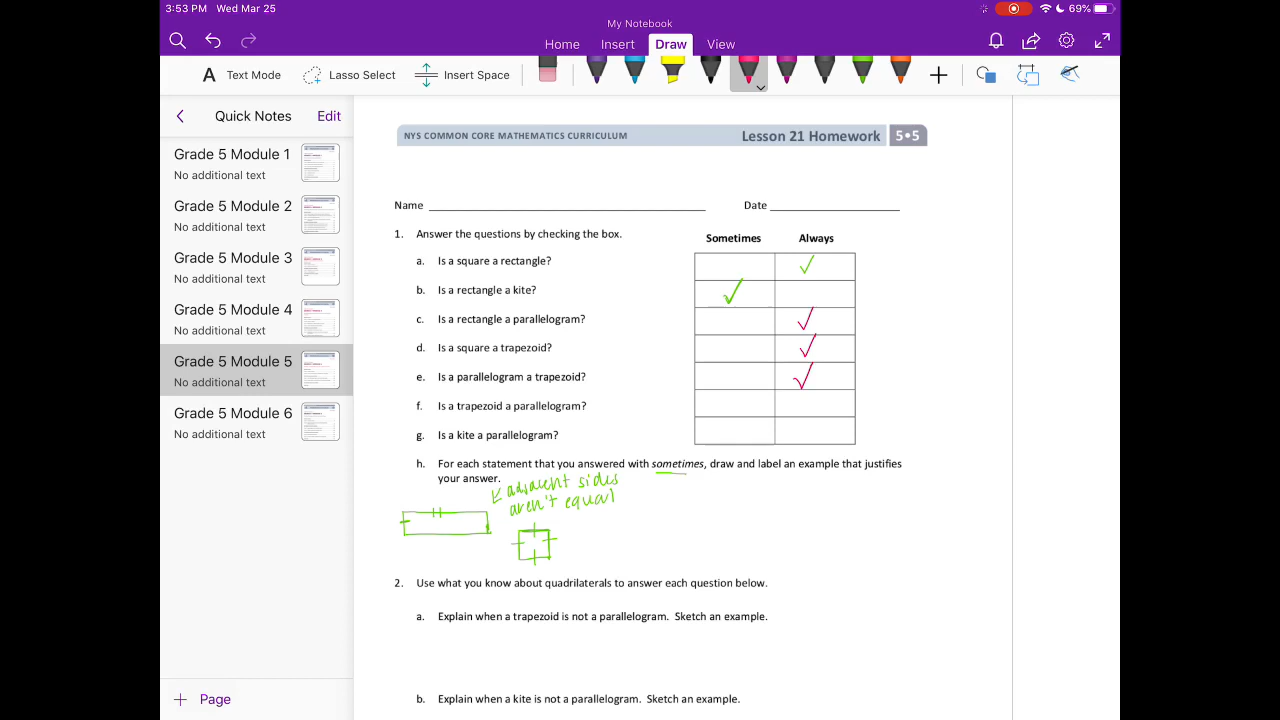 3:53 PM Wed Mar 25
69%
My Notebook
Home Insert Draw View
Text Mode Lasso Select Insert Space
Quick Notes Edit
Grade 5 Module 1
No additional text
Grade 5 Module 2
No additional text
Grade 5 Module 3
No additional text
Grade 5 Module 4
No additional text
Grade 5 Module 5
No additional text
Grade 5 Module 6
No additional text
+ Page
NYS COMMON CORE MATHEMATICS CURRICULUM Lesson 21 Homework 5•5
Name Date
1. Answer the questions by checking the box.
Sometimes Always
a. Is a square a rectangle?
b. Is a rectangle a kite?
c. Is a rectangle a parallelogram?
d. Is a square a trapezoid?
e. Is a parallelogram a trapezoid?
f. Is a trapezoid a parallelogram?
g. Is a kite a parallelogram?
h. For each statement that you answered with sometimes, draw and label an example that justifies
your answer.
adjacent sides
aren't equal
2. Use what you know about quadrilaterals to answer each question below.
a. Explain when a trapezoid is not a parallelogram. Sketch an example.
b. Explain when a kite is not a parallelogram. Sketch an example.